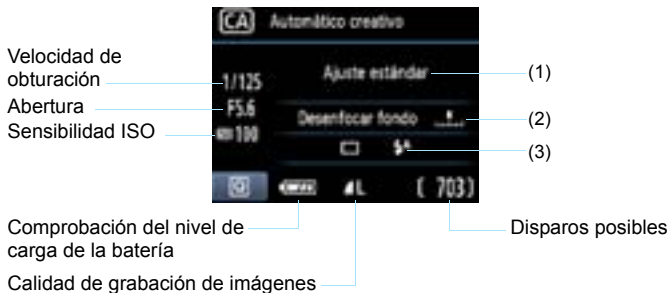 CA Automático creativo
Velocidad de
obturación
1/125
Ajuste estándar
(1)
Abertura
F5.6
Desenfocar fondo
(2)
Sensibilidad ISO
ISO 100
(3)
L
[ 703]
Comprobación del nivel de
carga de la batería
Disparos posibles
Calidad de grabación de imágenes